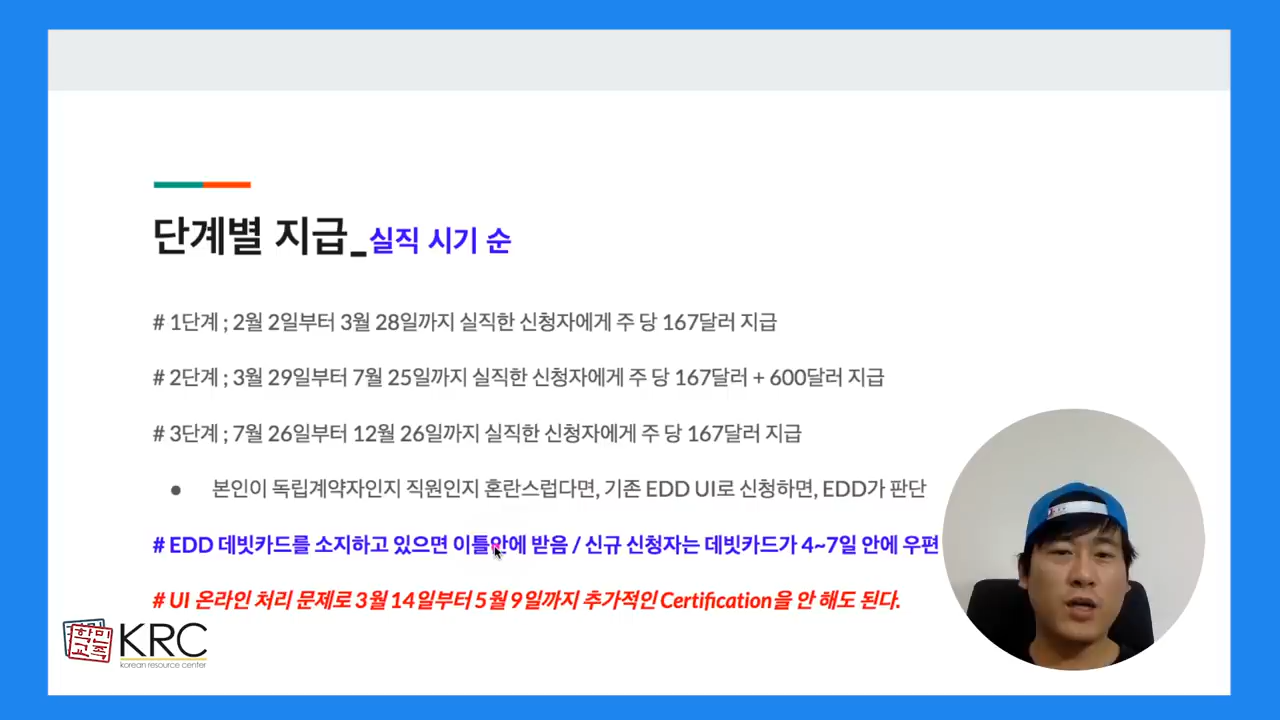 단계별 지급_실직 시기 순
# 1단계 ; 2월 2일부터 3월 28일까지 실직한 신청자에게 주 당 167달러 지급
# 2단계 ; 3월 29일부터 7월 25일까지 실직한 신청자에게 주 당 167달러 + 600달러 지급
# 3단계 ; 7월 26일부터 12월 26일까지 실직한 신청자에게 주 당 167달러 지급
● 본인이 독립계약자인지 직원인지 혼란스럽다면, 기존 EDD UI로 신청하면, EDD가 판단
# EDD 데빗카드를 소지하고 있으면 이틀안에 받음 / 신규 신청자는 데빗카드가 4~7일 안에 우편
# UI 온라인 처리 문제로 3월 14일부터 5월 9일까지 추가적인 Certification을 안 해도 된다.
민족학교
KRC
korean resource center